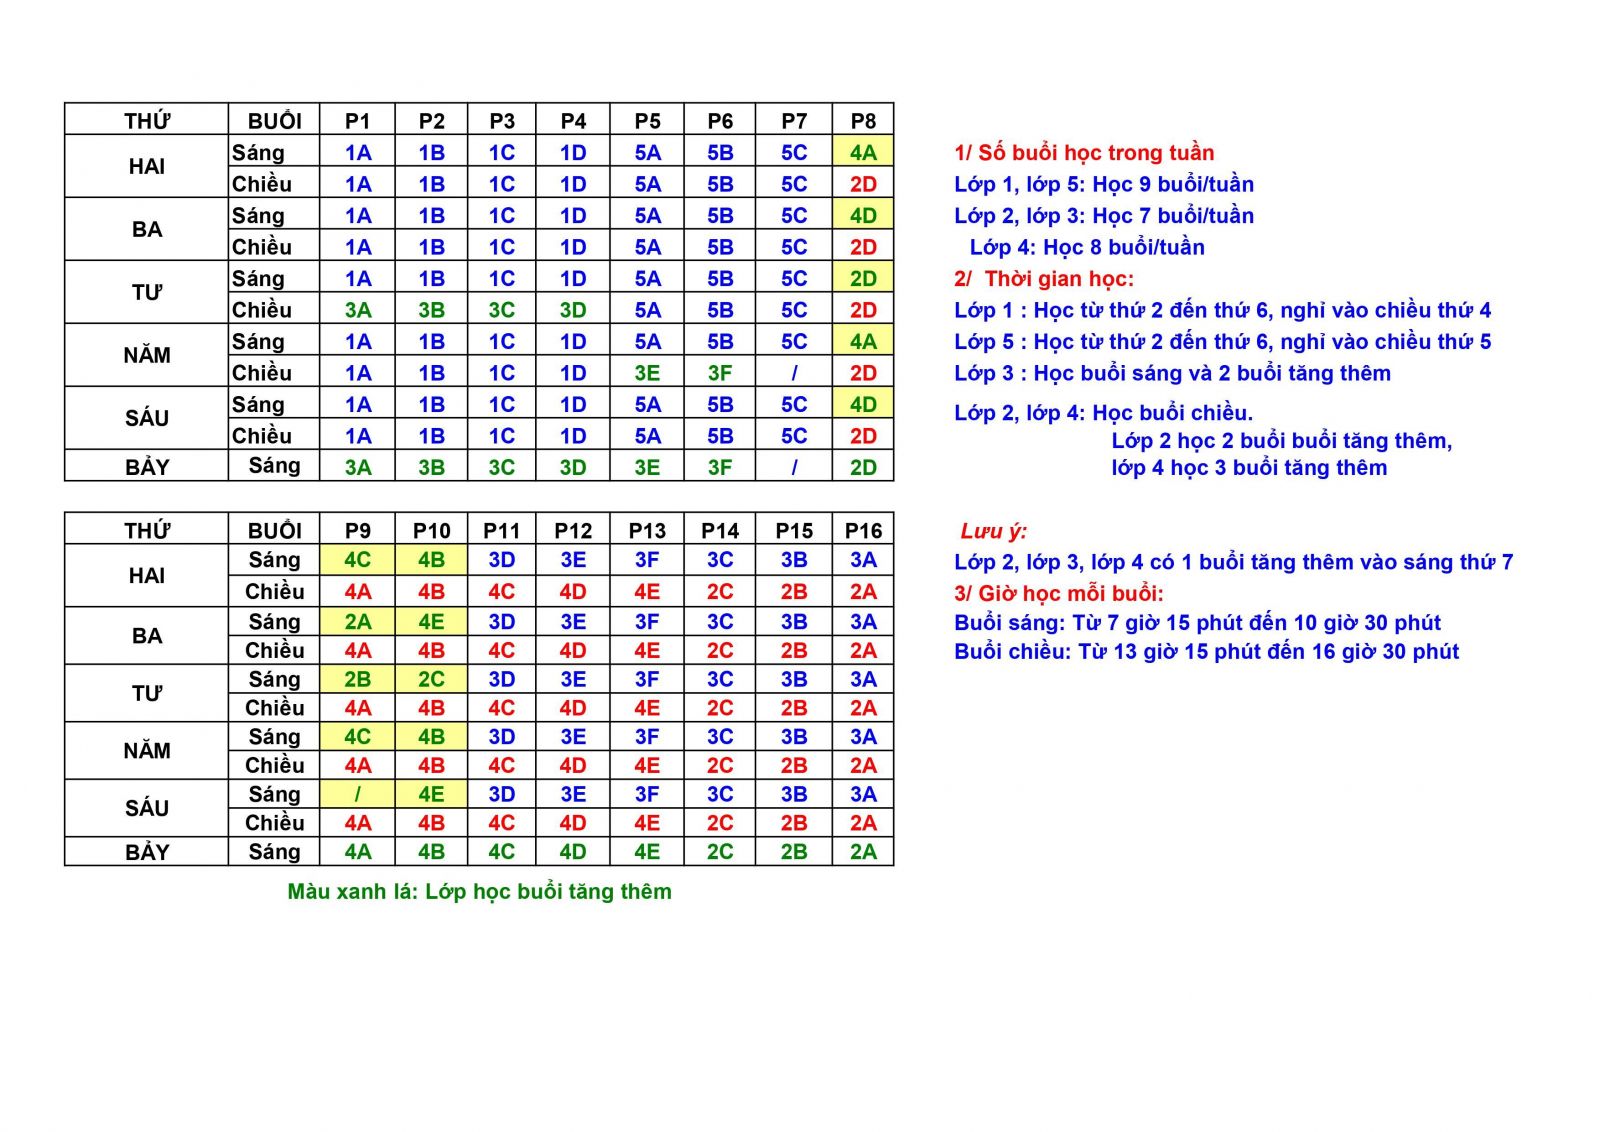 THỨ BUỔI P1 P2 P3 P4 P5 P6 P7 P8
HAI Sáng 1A 1B 1C 1D 5A 5B 5C 4A
Chiều 1A 1B 1C 1D 5A 5B 5C 2D
BA Sáng 1A 1B 1C 1D 5A 5B 5C 4D
Chiều 1A 1B 1C 1D 5A 5B 5C 2D
TƯ Sáng 1A 1B 1C 1D 5A 5B 5C 2D
Chiều 3A 3B 3C 3D 5A 5B 5C 2D
NĂM Sáng 1A 1B 1C 1D 5A 5B 5C 4A
Chiều 1A 1B 1C 1D 3E 3F / 2D
SÁU Sáng 1A 1B 1C 1D 5A 5B 5C 4D
Chiều 1A 1B 1C 1D 5A 5B 5C 2D
BẢY Sáng 3A 3B 3C 3D 3E 3F / 2D
THỨ BUỔI P9 P10 P11 P12 P13 P14 P15 P16
HAI Sáng 4C 4B 3D 3E 3F 3C 3B 3A
Chiều 4A 4B 4C 4D 4E 2C 2B 2A
BA Sáng 2A 4E 3D 3E 3F 3C 3B 3A
Chiều 4A 4B 4C 4D 4E 2C 2B 2A
TƯ Sáng 2B 2C 3D 3E 3F 3C 3B 3A
Chiều 4A 4B 4C 4D 4E 2C 2B 2A
NĂM Sáng 4C 4B 3D 3E 3F 3C 3B 3A
Chiều 4A 4B 4C 4D 4E 2C 2B 2A
SÁU Sáng / 4E 3D 3E 3F 3C 3B 3A
Chiều 4A 4B 4C 4D 4E 2C 2B 2A
BẢY Sáng 4A 4B 4C 4D 4E 2C 2B 2A
Màu xanh lá: Lớp học buổi tăng thêm
1/ Số buổi học trong tuần
Lớp 1, lớp 5: Học 9 buổi/tuần
Lớp 2, lớp 3: Học 7 buổi/tuần
Lớp 4: Học 8 buổi/tuần
2/ Thời gian học:
Lớp 1 : Học từ thứ 2 đến thứ 6, nghỉ vào chiều thứ 4
Lớp 5 : Học từ thứ 2 đến thứ 6, nghỉ vào chiều thứ 5
Lớp 3 : Học buổi sáng và 2 buổi tăng thêm
Lớp 2, lớp 4: Học buổi chiều.
Lớp 2 học 2 buổi buổi tăng thêm,
lớp 4 học 3 buổi tăng thêm
Lưu ý:
Lớp 2, lớp 3, lớp 4 có 1 buổi tăng thêm vào sáng thứ 7
3/ Giờ học mỗi buổi:
Buổi sáng: Từ 7 giờ 15 phút đến 10 giờ 30 phút
Buổi chiều: Từ 13 giờ 15 phút đến 16 giờ 30 phút